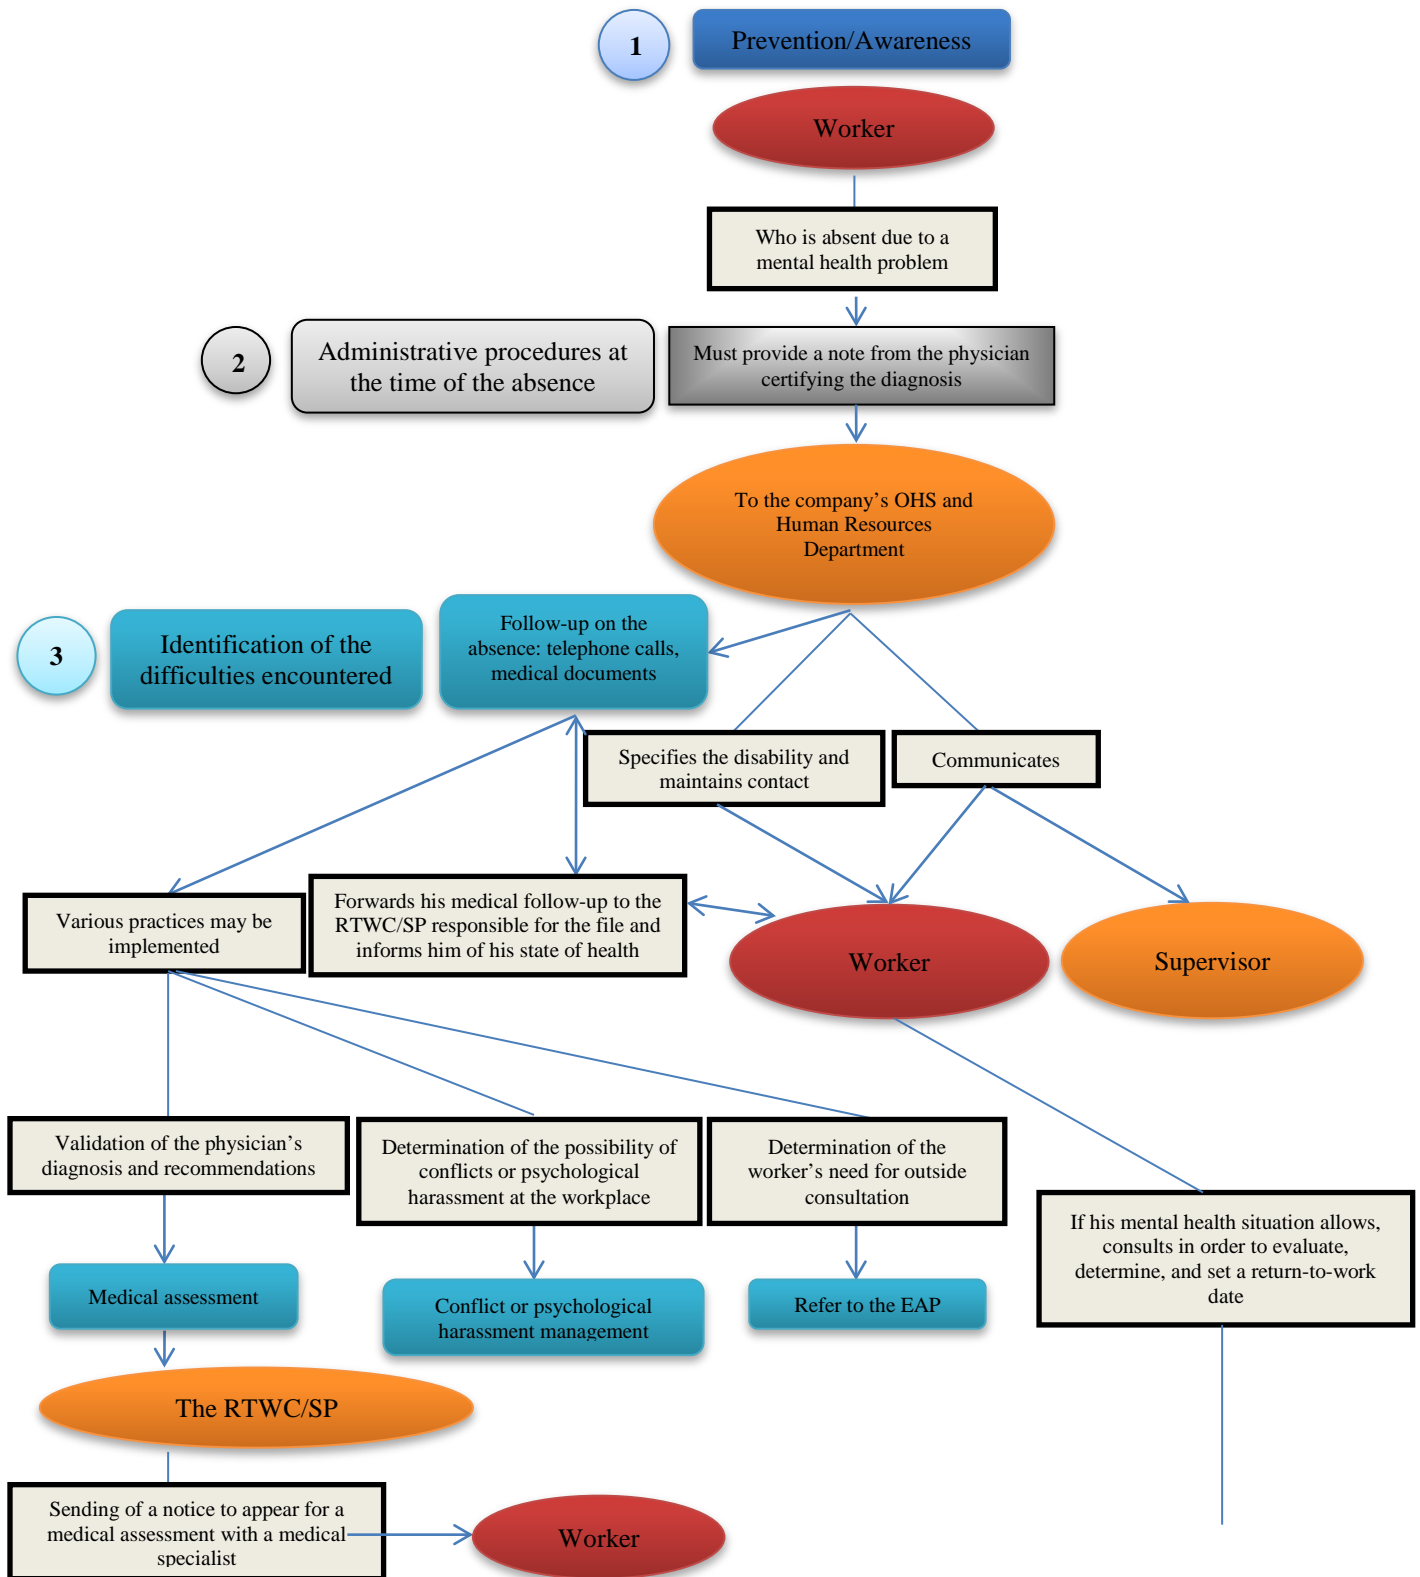 1
Prevention/Awareness
Worker
Who is absent due to a
mental health problem
2
Administrative procedures at
the time of the absence
Must provide a note from the physician
certifying the diagnosis
To the company's OHS and
Human Resources
Department
3
Identification of the
difficulties encountered
Follow-up on the
absence: telephone calls,
medical documents
Specifies the disability and
maintains contact
Communicates
Various practices may be
implemented
Forwards his medical follow-up to the
RTWC/SP responsible for the file and
informs him of his state of health
Worker
Supervisor
Validation of the physician's
diagnosis and recommendations
Determination of the possibility of
conflicts or psychological
harassment at the workplace
Determination of the
worker's need for outside
consultation
If his mental health situation allows,
consults in order to evaluate,
determine, and set a return-to-work
date
Medical assessment
Conflict or psychological
harassment management
Refer to the EAP
The RTWC/SP
Sending of a notice to appear for a
medical assessment with a medical
specialist
Worker